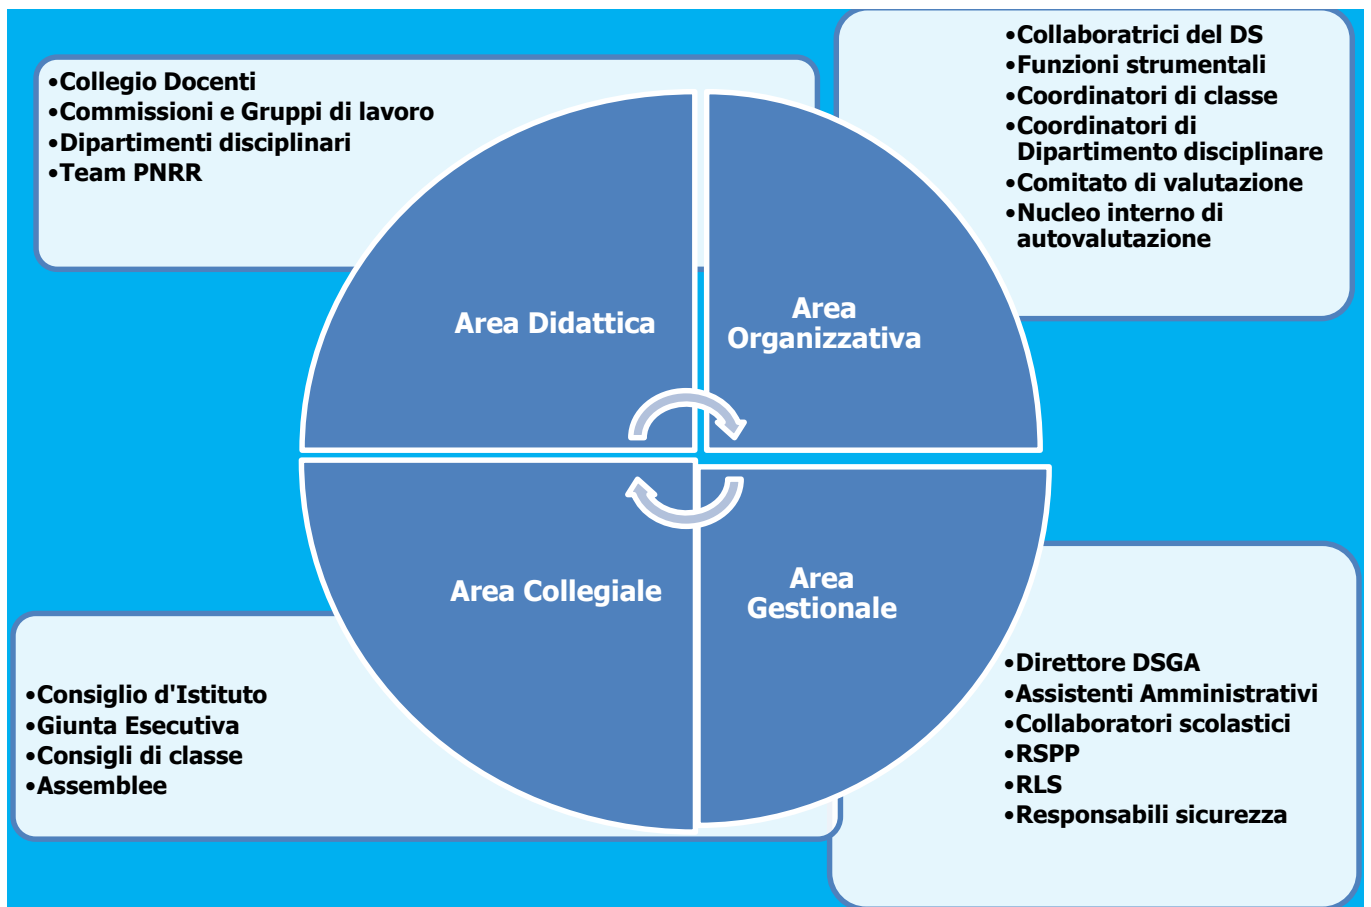 •Collegio Docenti
•Commissioni e Gruppi di lavoro
•Dipartimenti disciplinari
•Team PNRR
•Collaboratrici del DS
•Funzioni strumentali
•Coordinatori di classe
•Coordinatori di
Dipartimento disciplinare
•Comitato di valutazione
•Nucleo interno di
autovalutazione
Area Didattica
Area
Organizzativa
Area Collegiale
Area
Gestionale
•Consiglio d'Istituto
•Giunta Esecutiva
•Consigli di classe
•Assemblee
•Direttore DSGA
•Assistenti Amministrativi
•Collaboratori scolastici
•RSPP
•RLS
•Responsabili sicurezza